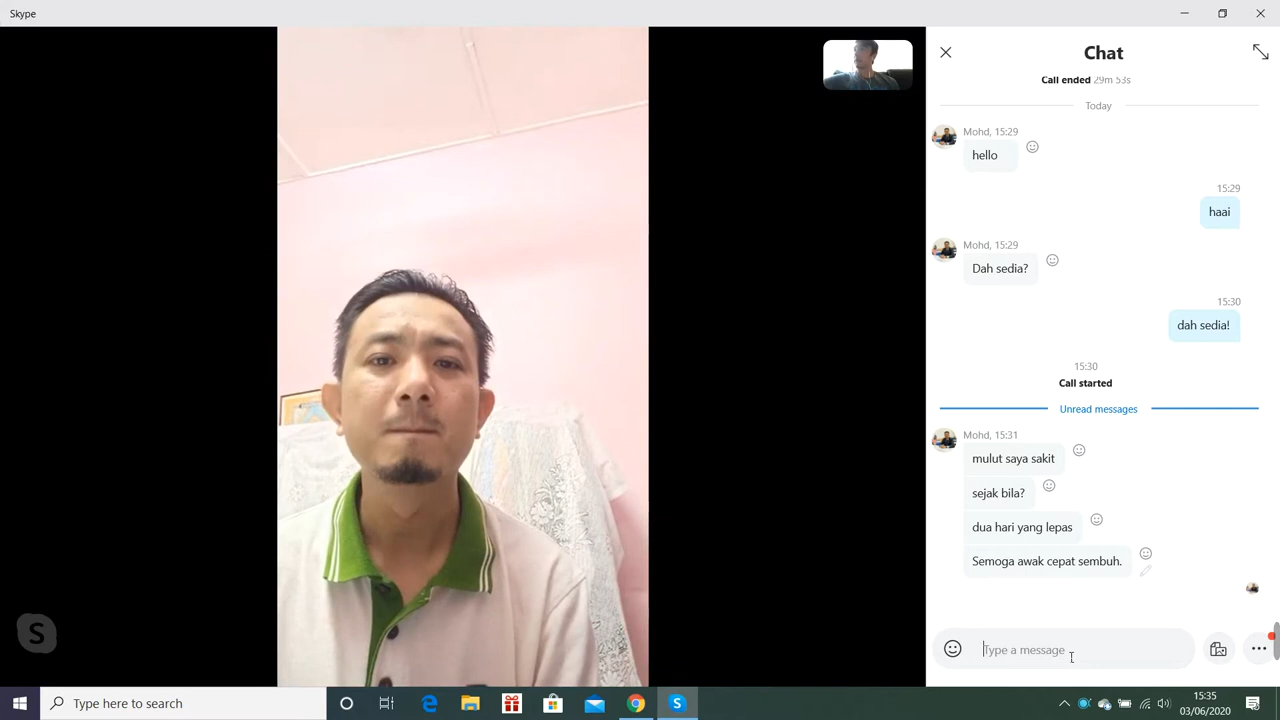 Skype
Chat
Call ended 29m 53s
Today
Mohd, 15:29
hello
15:29
haai
Mohd, 15:29
Dah sedia?
15:30
dah sedia!
15:30
Call started
Unread messages
Mohd, 15:31
mulut saya sakit
sejak bila?
dua hari yang lepas
Semoga awak cepat sembuh.
Type a message
Type here to search
15:35
03/06/2020